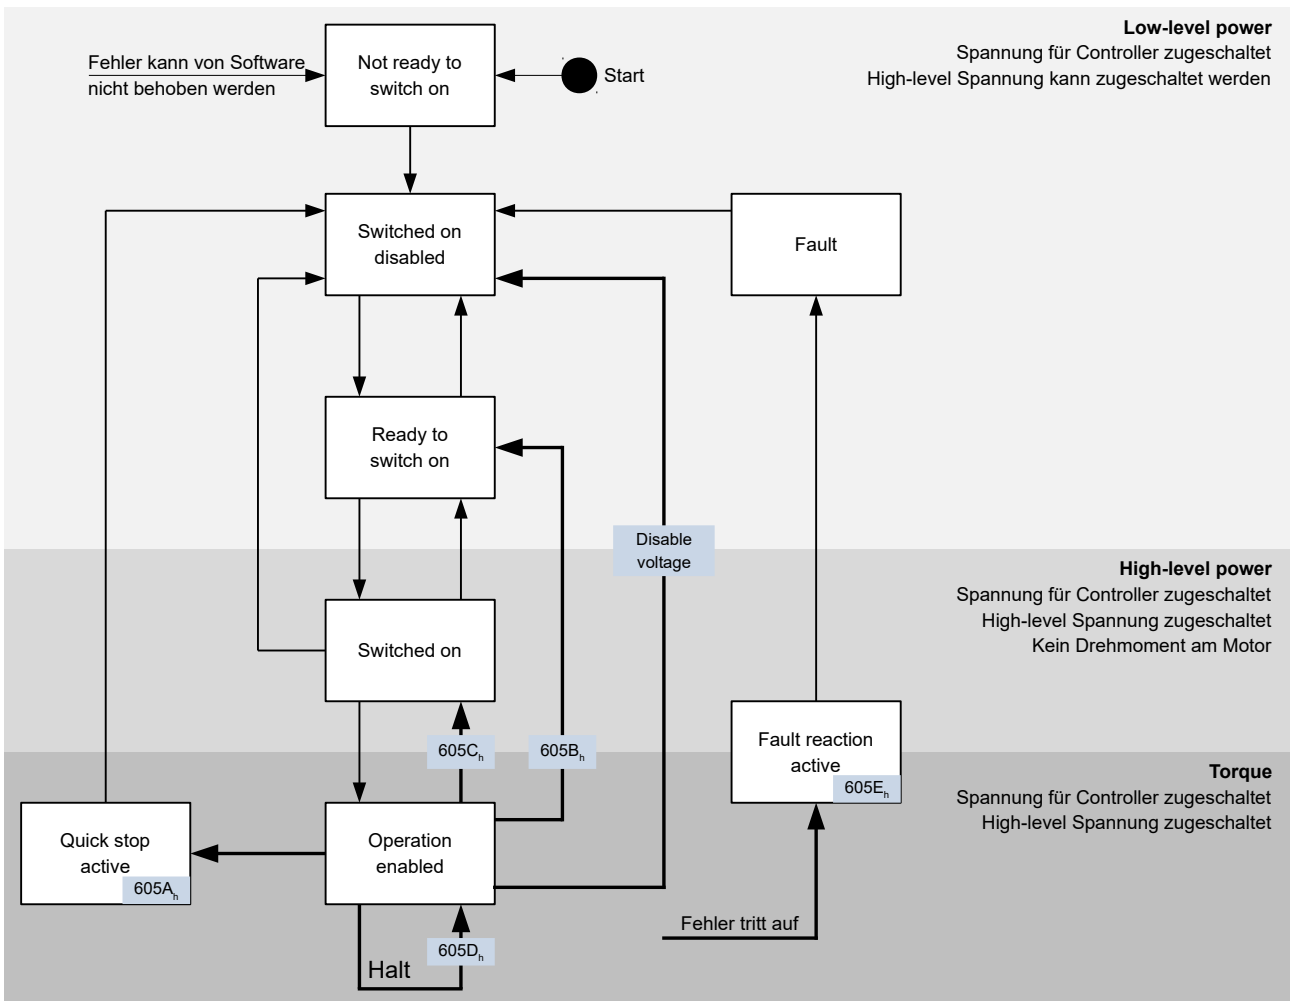 Low-level power
Spannung für Controller zugeschaltet
High-level Spannung kann zugeschaltet werden
Fehler kann von Software
nicht behoben werden
Not ready to
switch on
Start
Switched on
disabled
Fault
Ready to
switch on
Disable
voltage
High-level power
Spannung für Controller zugeschaltet
High-level Spannung zugeschaltet
Kein Drehmoment am Motor
Switched on
605Ch
605Bh
Fault reaction
active
605Eh
Torque
Spannung für Controller zugeschaltet
High-level Spannung zugeschaltet
Quick stop
active
605Ah
Operation
enabled
Fehler tritt auf
605Dh
Halt